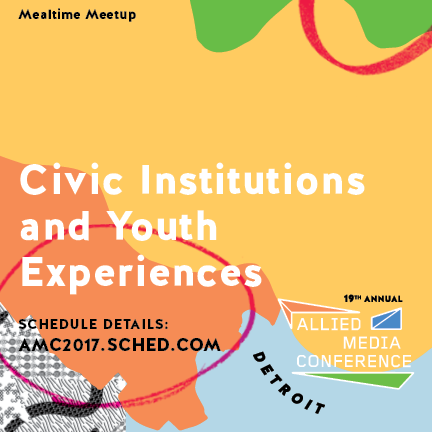 Mealtime Meetup
Civic Institutions
and Youth
Experiences
SCHEDULE DETAILS:
AMC2017.SCHED.COM
19TH ANNUAL
ALLIED
MEDIA
CONFERENCE
DETROIT